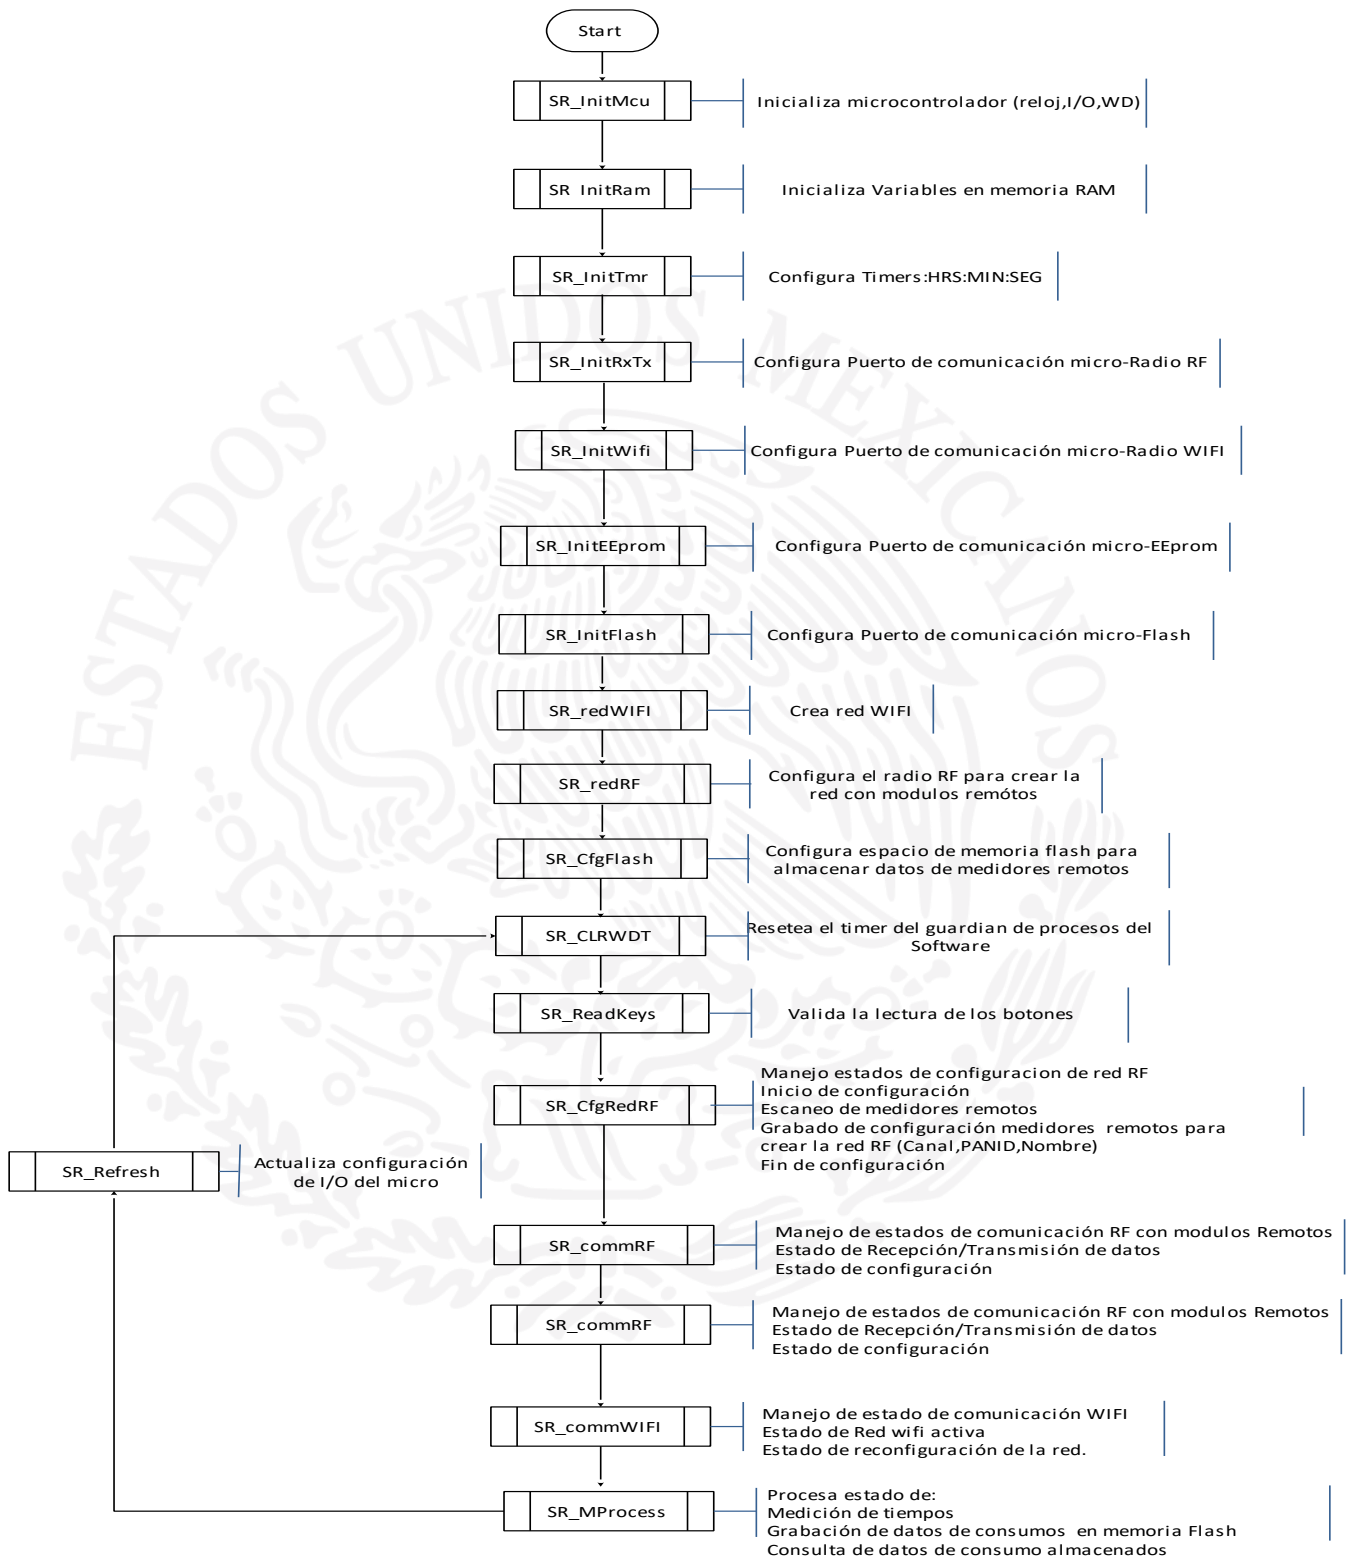 Start
SR_InitMcu
Inicializa microcontrolador (reloj,I/O,WD)
SR InitRam
Inicializa Variables en memoria RAM
SR_InitTmr
Configura Timers:HRS:MIN:SEG
SR_InitRxTx
Configura Puerto de comunicación micro-Radio RF
SR_InitWifi
Configura Puerto de comunicación micro-Radio WIFI
SR_InitEEprom
Configura Puerto de comunicación micro-EEprom
SR_InitFlash
Configura Puerto de comunicación micro-Flash
SR_redWIFI
Crea red WIFI
SR_redRF
Configura el radio RF para crear la
red con modulos remótos
SR_CfgFlash
Configura espacio de memoria flash para
almacenar datos de medidores remotos
SR_CLRWDT
Resetea el timer del guardian de procesos del
Software
SR_ReadKeys
Valida la lectura de los botones
SR_CfgRedRF
Manejo estados de configuracion de red RF
Inicio de configuración
Escaneo de medidores remotos
Grabado de configuración medidores remotos para
crear la red RF (Canal,PANID,Nombre)
Fin de configuración
SR_Refresh
Actualiza configuración
de I/O del micro
SR_commRF
Manejo de estados de comunicación RF con modulos Remotos
Estado de Recepción/Transmisión de datos
Estado de configuración
SR_commRF
Manejo de estados de comunicación RF con modulos Remotos
Estado de Recepción/Transmisión de datos
Estado de configuración
SR_commWIFI
Manejo de estado de comunicación WIFI
Estado de Red wifi activa
Estado de reconfiguración de la red.
SR_MProcess
Procesa estado de:
Medición de tiempos
Grabación de datos de consumos en memoria Flash
Consulta de datos de consumo almacenados
ESTADOS UNIDOS MEXICANOS